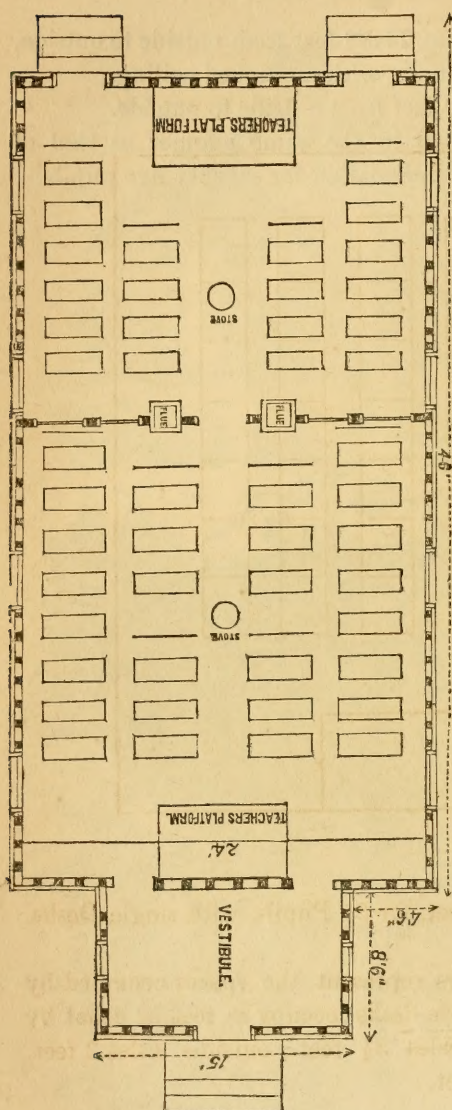 TEACHERS PLATFORM
STOVE
FLUE
FLUE
46'
STOVE
TEACHERS PLATFORM.
24'
VESTIBULE.
4'6"
8'6"
15'